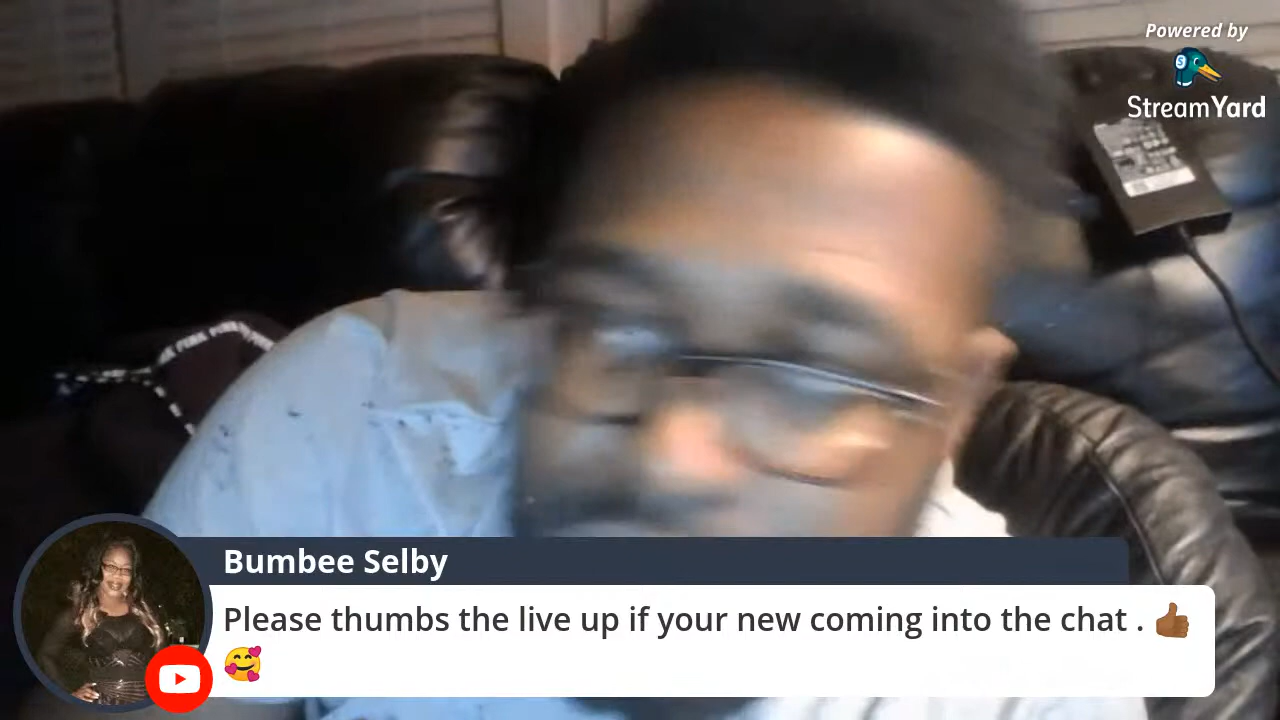 Powered by
StreamYard
Bumbee Selby
Please thumbs the live up if your new coming into the chat . 👍🏾
🥰